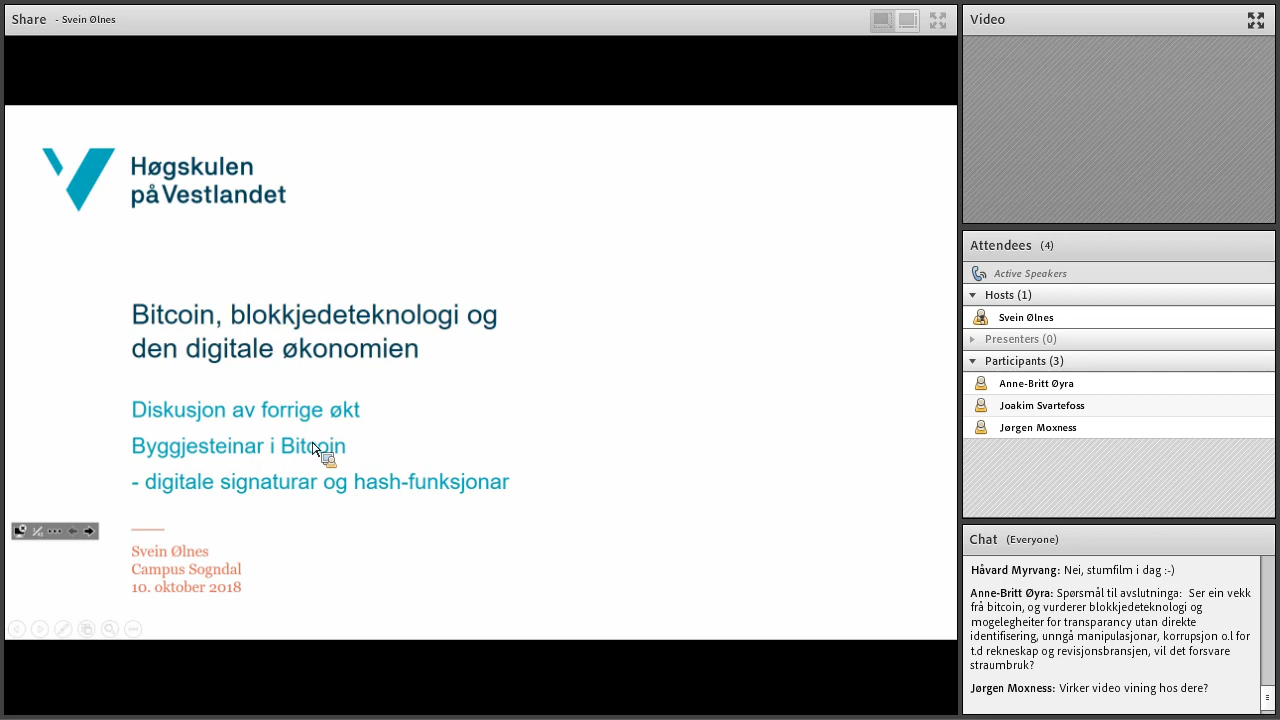 Share - Svein Ølnes
Høgskulen
på Vestlandet
Bitcoin, blokkjedeteknologi og
den digitale økonomien
Diskusjon av forrige økt
Byggjesteinar i Bitcoin
- digitale signaturar og hash-funksjonar
Svein Ølnes
Campus Sogndal
10. oktober 2018
Video
Attendees (4)
Active Speakers
Hosts (1)
Svein Ølnes
Presenters (0)
Participants (3)
Anne-Britt Øyra
Joakim Svartefoss
Jørgen Moxness
Chat (Everyone)
Håvard Myrvang: Nei, stumfilm i dag :-)
Anne-Britt Øyra: Spørsmål til avslutninga: Ser ein vekk
frå bitcoin, og vurderer blokkjedeteknologi og
mogelegheiter for transparancy utan direkte
identifisering, unngå manipulasjonar, korrupsjon o.l for
t.d rekneskap og revisjonsbransjen, vil det forsvare
straumbruk?
Jørgen Moxness: Virker video vining hos dere?